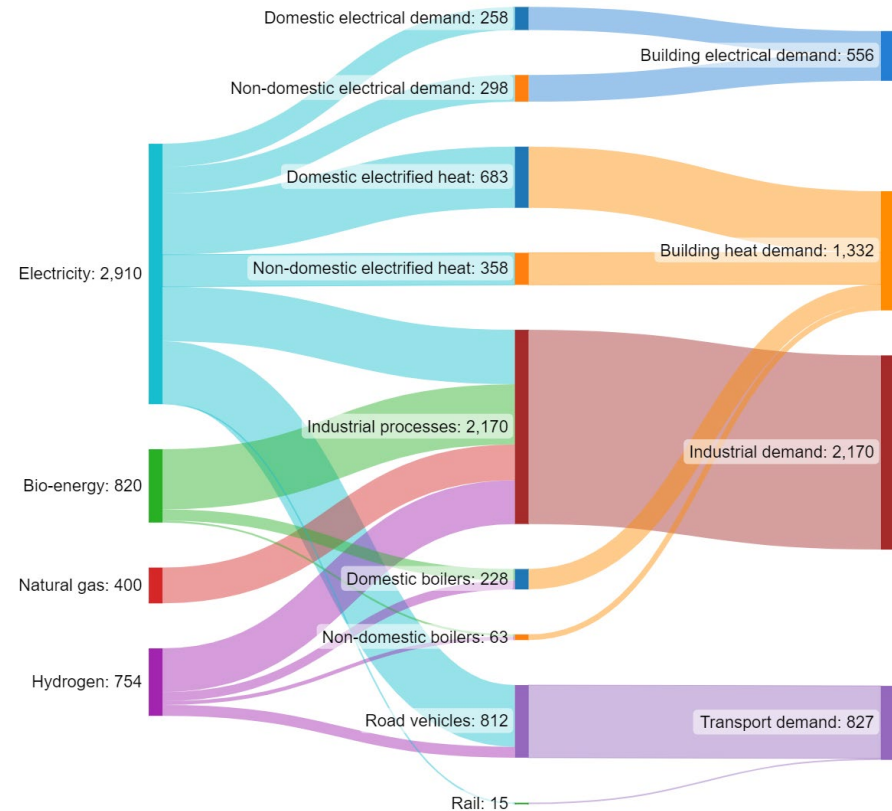 Domestic electrical demand: 258
Building electrical demand: 556
Non-domestic electrical demand: 298
Domestic electrified heat: 683
Building heat demand: 1,332
Non-domestic electrified heat: 358
Electricity: 2,910
Industrial processes: 2,170
Industrial demand: 2,170
Bio-energy: 820
Domestic boilers: 228
Natural gas: 400
Non-domestic boilers: 63
Hydrogen: 754
Road vehicles: 812
Transport demand: 827
Rail: 15